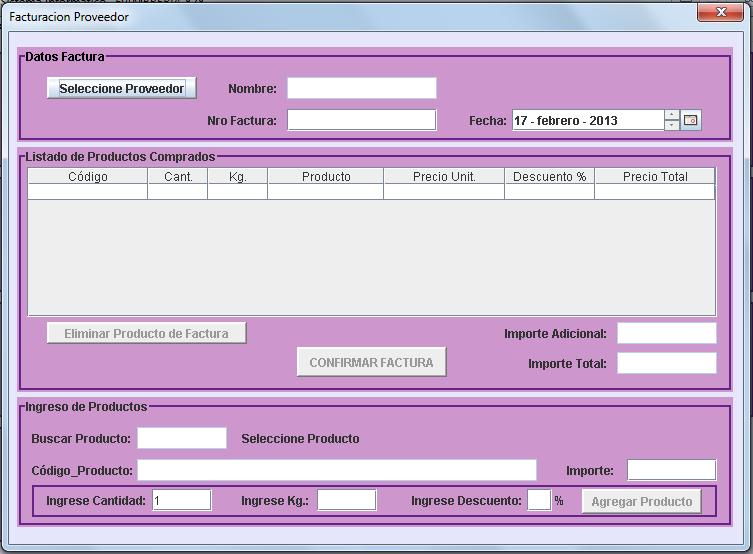 Facturacion Proveedor
Datos Factura
Seleccione Proveedor Nombre:
Nro Factura: Fecha: 17 - febrero - 2013
Listado de Productos Comprados
Código Cant. Kg. Producto Precio Unit. Descuento % Precio Total
Eliminar Producto de Factura Importe Adicional:
CONFIRMAR FACTURA Importe Total:
Ingreso de Productos
Buscar Producto: Seleccione Producto
Código_Producto: Importe:
Ingrese Cantidad: 1 Ingrese Kg.: Ingrese Descuento: % Agregar Producto